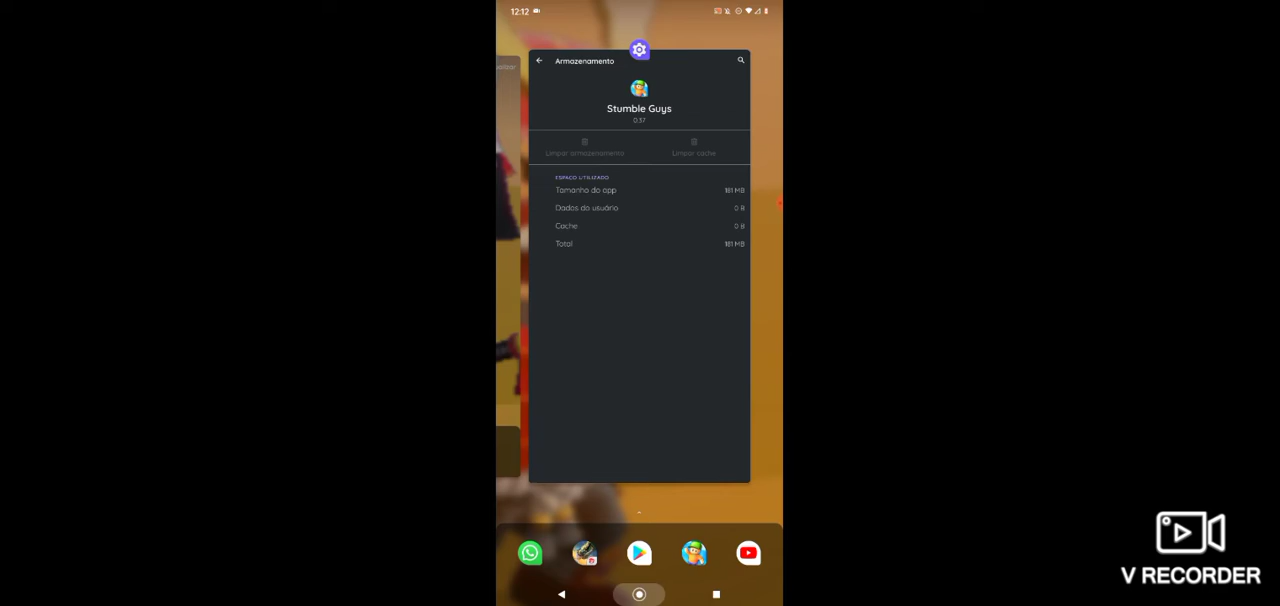 12:12
ualizar
Armazenamento
Stumble Guys
0.37
Limpar armazenamento
Limpar cache
ESPAÇO UTILIZADO
Tamanho do app 181 MB
Dados do usuário 0 B
Cache 0 B
Total 181 MB
V RECORDER